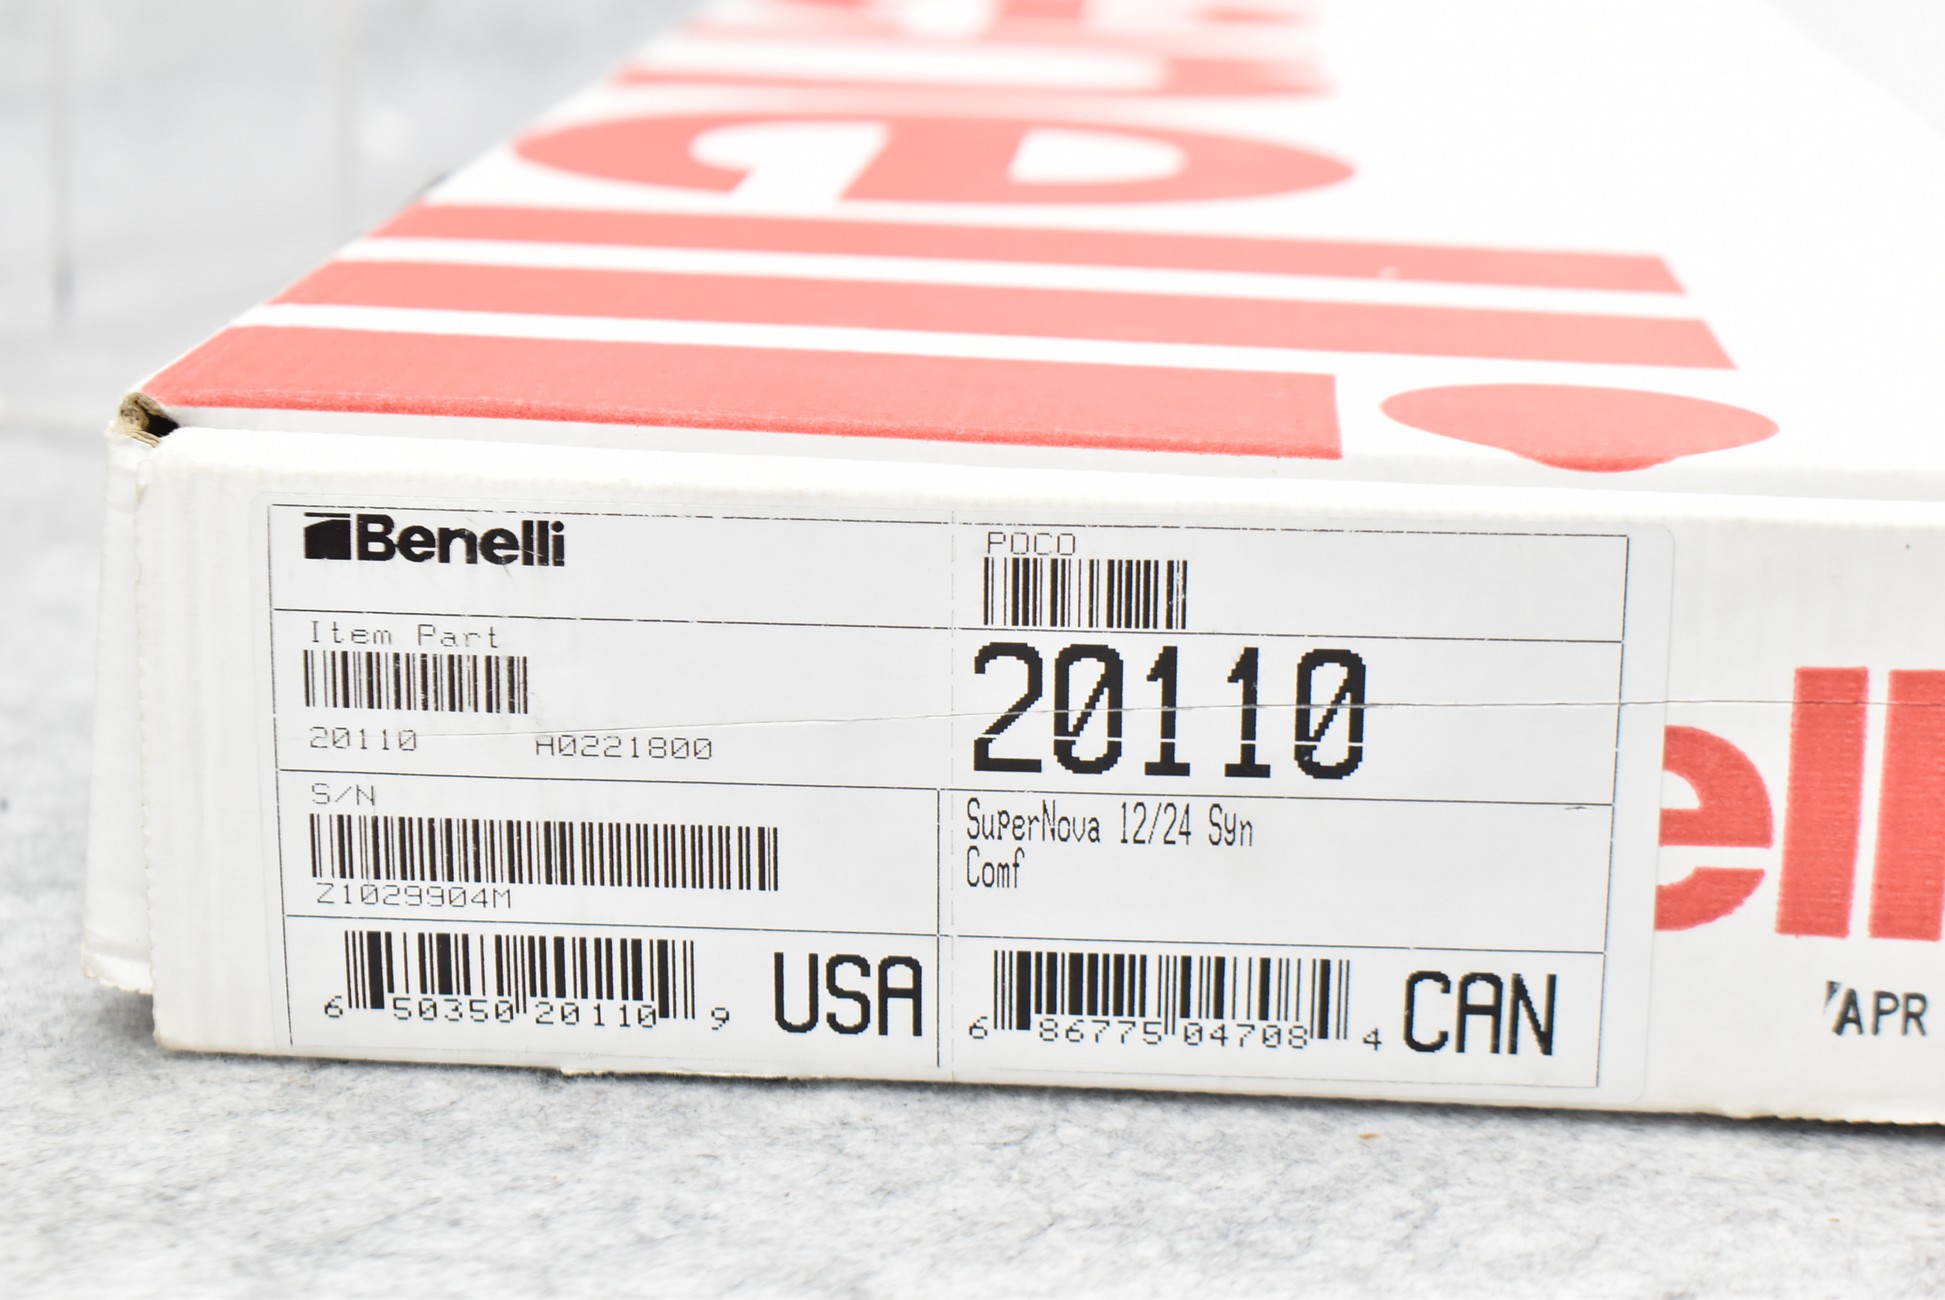 Benelli
POCO
Item Part
20110 A0221800
20110
S/N
Z1029904M
SuperNova 12/24 Syn
Comf
6 50350 20110 9 USA
6 86775 04708 4 CAN
ell
APR